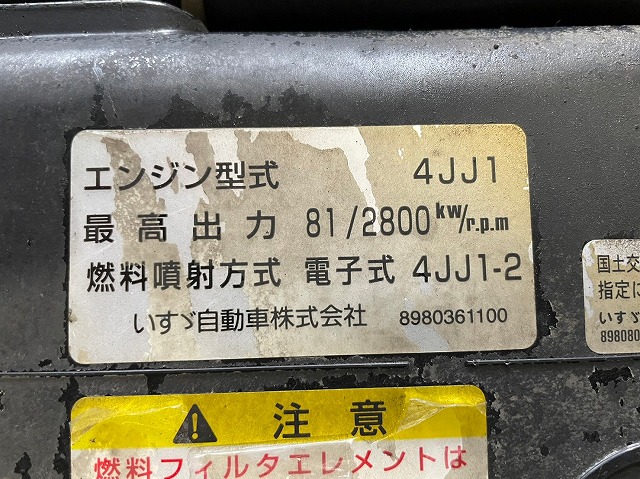 エンジン型式 4JJ1
最高出力 81/2800 kw/r.p.m
燃料噴射方式 電子式 4JJ1-2
いすゞ自動車株式会社 8980361100
国土交
指定に
いすゞ
898080
⚠ 注意
燃料フィルタエレメントは